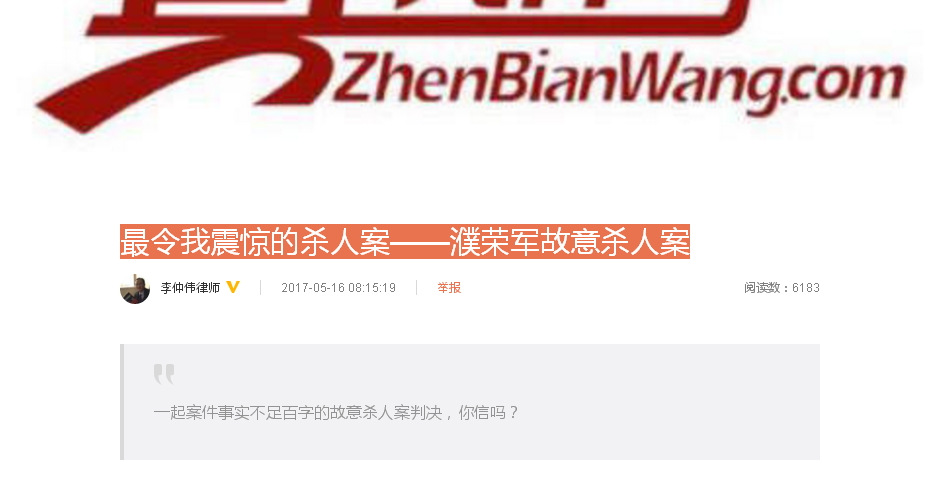 ZhenBianWang.com
最令我震惊的杀人案——濮荣军故意杀人案
李仲伟律师 2017-05-16 08:15:19 举报 阅读数：6183
一起案件事实不足百字的故意杀人案判决，你信吗？